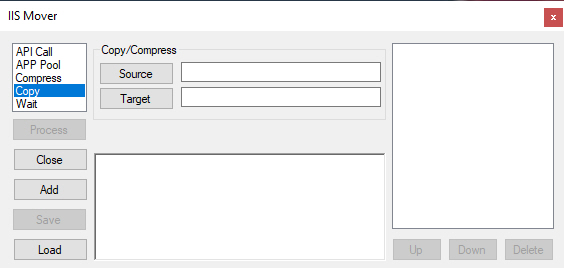 IIS Mover
x
API Call
APP Pool
Compress
Copy
Wait
Copy/Compress
Source
Target
Process
Close
Add
Save
Load
Up
Down
Delete